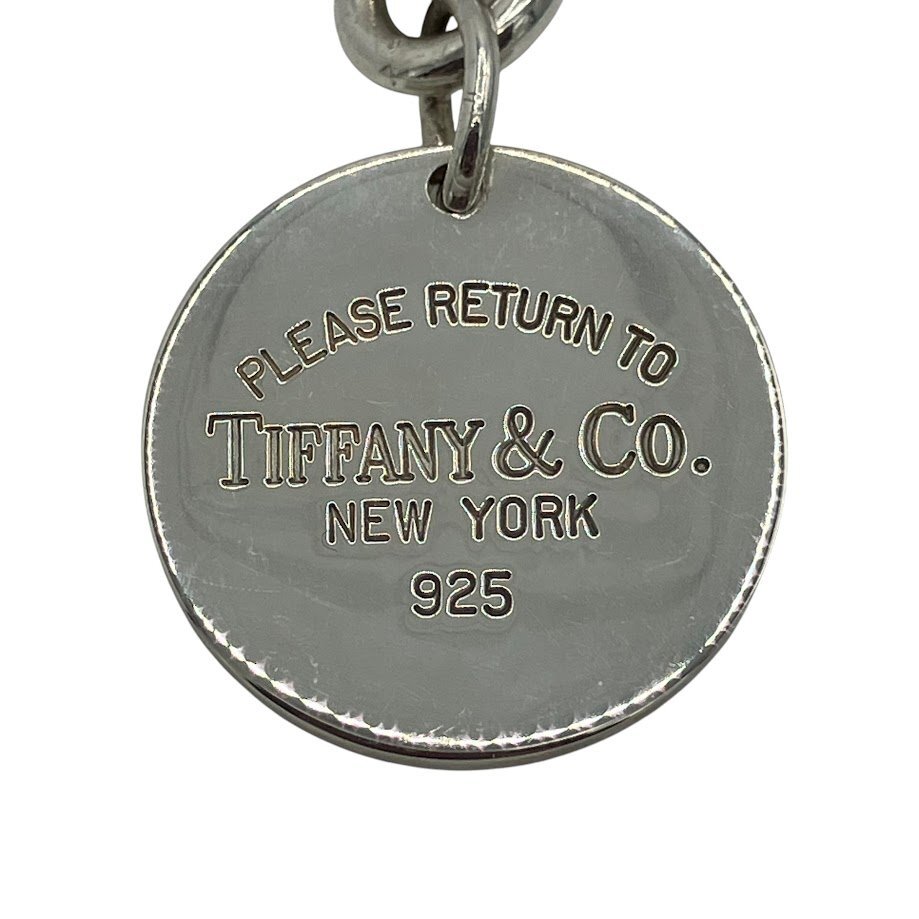 PLEASE RETURN TO
TIFFANY & CO.
NEW YORK
925